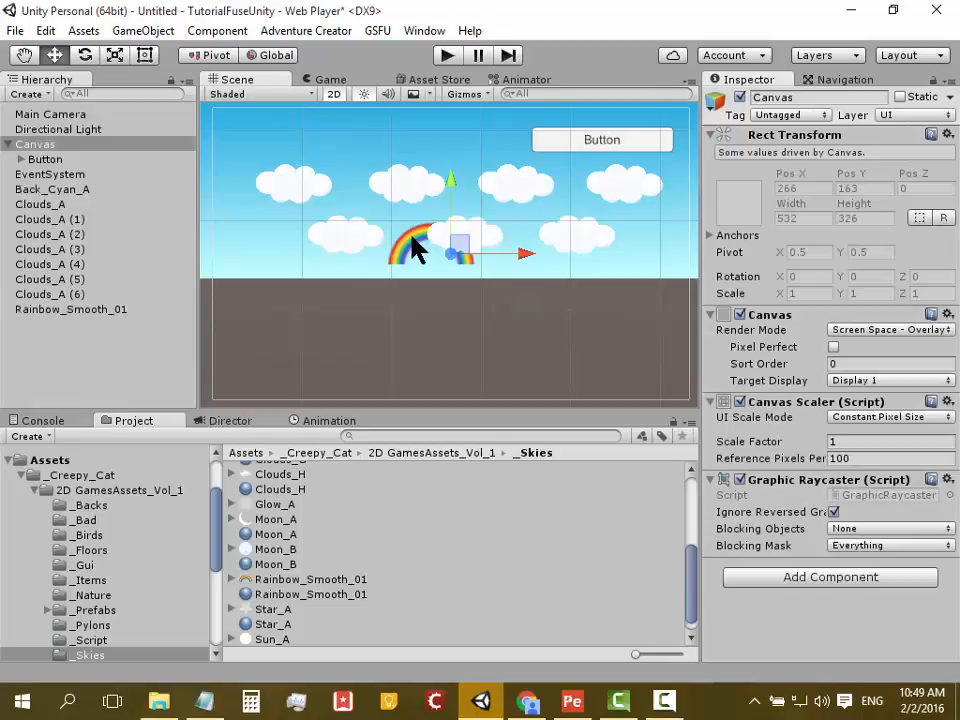 Unity Personal (64bit) - Untitled - TutorialFuseUnity - Web Player* <DX9>
File Edit Assets GameObject Component Adventure Creator GSFU Window Help
Pivot Global Account Layers Layout
Hierarchy Scene Game Asset Store Animator Inspector Navigation
Create All Shaded 2D Gizmos All Canvas Static
Tag Untagged Layer UI
Main Camera
Directional Light
Canvas
Button
EventSystem
Back_Cyan_A
Clouds_A
Clouds_A (1)
Clouds_A (2)
Clouds_A (3)
Clouds_A (4)
Clouds_A (5)
Clouds_A (6)
Rainbow_Smooth_01
Button
Rect Transform
Some values driven by Canvas.
Pos X Pos Y Pos Z
266 163 0
Width Height
532 326 R
Anchors
Pivot X 0.5 Y 0.5
Rotation X 0 Y 0 Z 0
Scale X 1 Y 1 Z 1
Canvas
Render Mode Screen Space - Overlay
Pixel Perfect
Sort Order 0
Target Display Display 1
Canvas Scaler (Script)
UI Scale Mode Constant Pixel Size
Scale Factor 1
Reference Pixels Per 100
Graphic Raycaster (Script)
Script GraphicRaycaster
Ignore Reversed Gra
Blocking Objects None
Blocking Mask Everything
Add Component
Console Project Director Animation
Create
Assets
_Creepy_Cat
2D GamesAssets_Vol_1
_Backs
_Bad
_Birds
_Floors
_Gui
_Items
_Nature
_Prefabs
_Pylons
_Script
_Skies
Assets _Creepy_Cat 2D GamesAssets_Vol_1 _Skies
Clouds_H
Clouds_H
Glow_A
Moon_A
Moon_A
Moon_B
Moon_B
Rainbow_Smooth_01
Rainbow_Smooth_01
Star_A
Star_A
Sun_A
Pe C
ENG
10:49 AM
2/2/2016